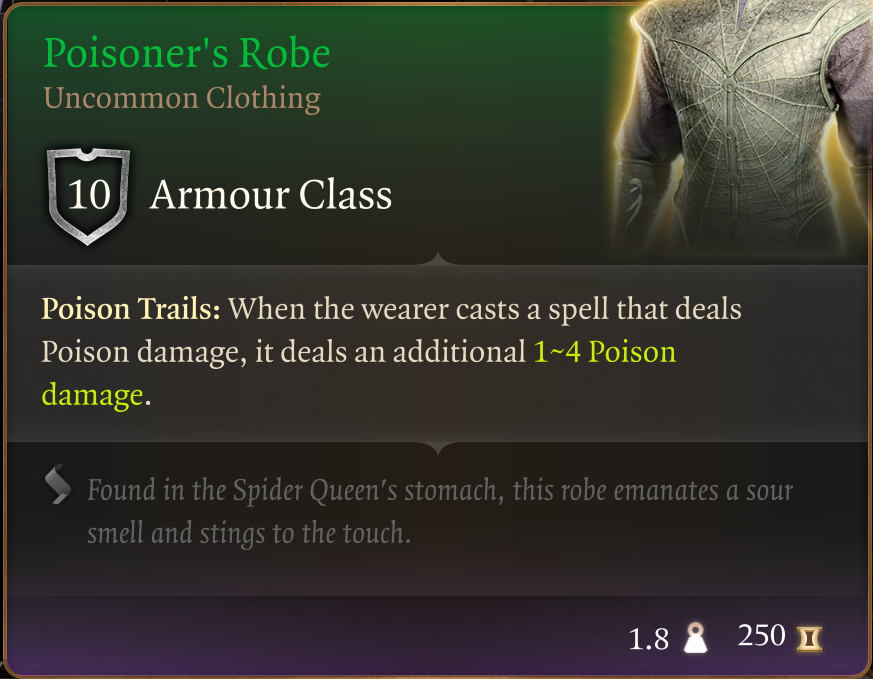 Poisoner's Robe
Uncommon Clothing
10 Armour Class
Poison Trails: When the wearer casts a spell that deals
Poison damage, it deals an additional 1~4 Poison
damage.
Found in the Spider Queen's stomach, this robe emanates a sour
smell and stings to the touch.
1.8 250